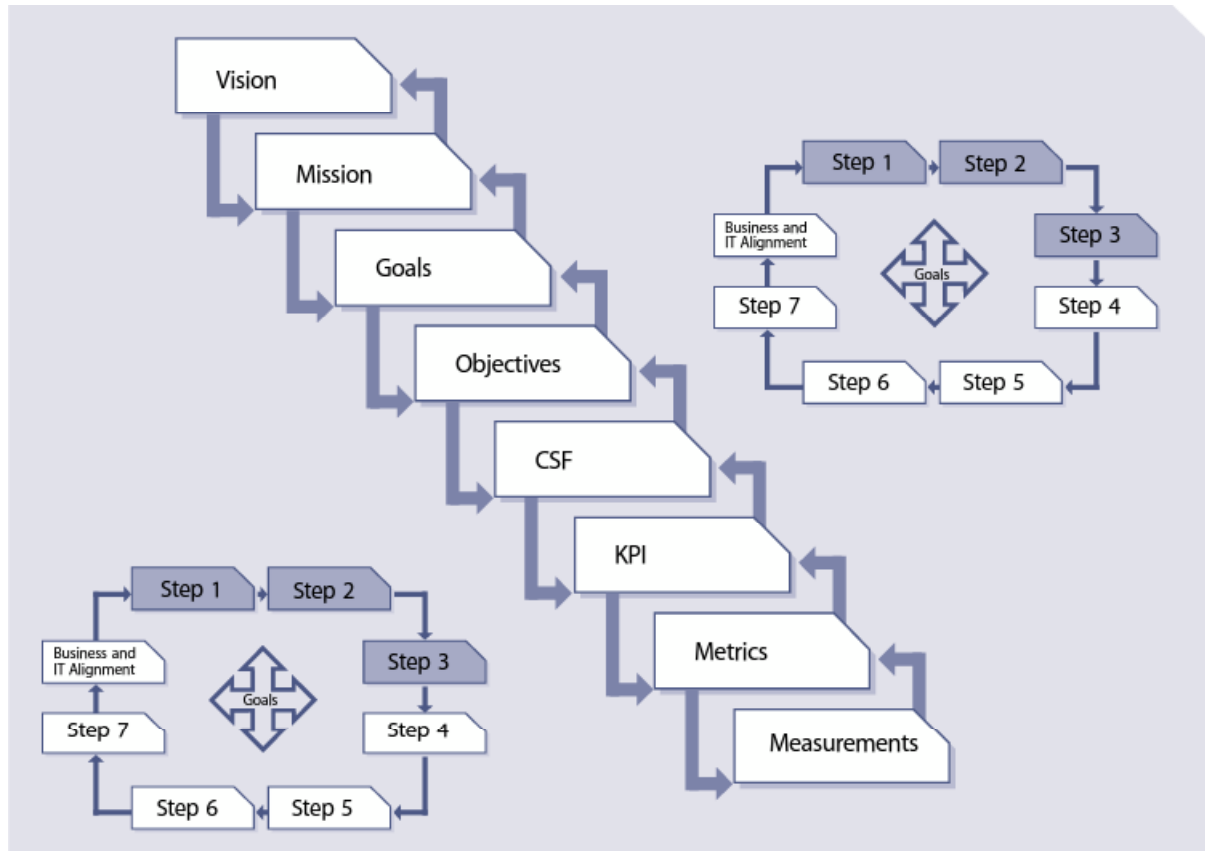 Vision
Mission
Goals
Objectives
CSF
KPI
Metrics
Measurements
Step 1
Step 2
Step 3
Step 4
Step 5
Step 6
Step 7
Business and
IT Alignment
Goals
Step 1
Step 2
Step 3
Step 4
Step 5
Step 6
Step 7
Business and
IT Alignment
Goals